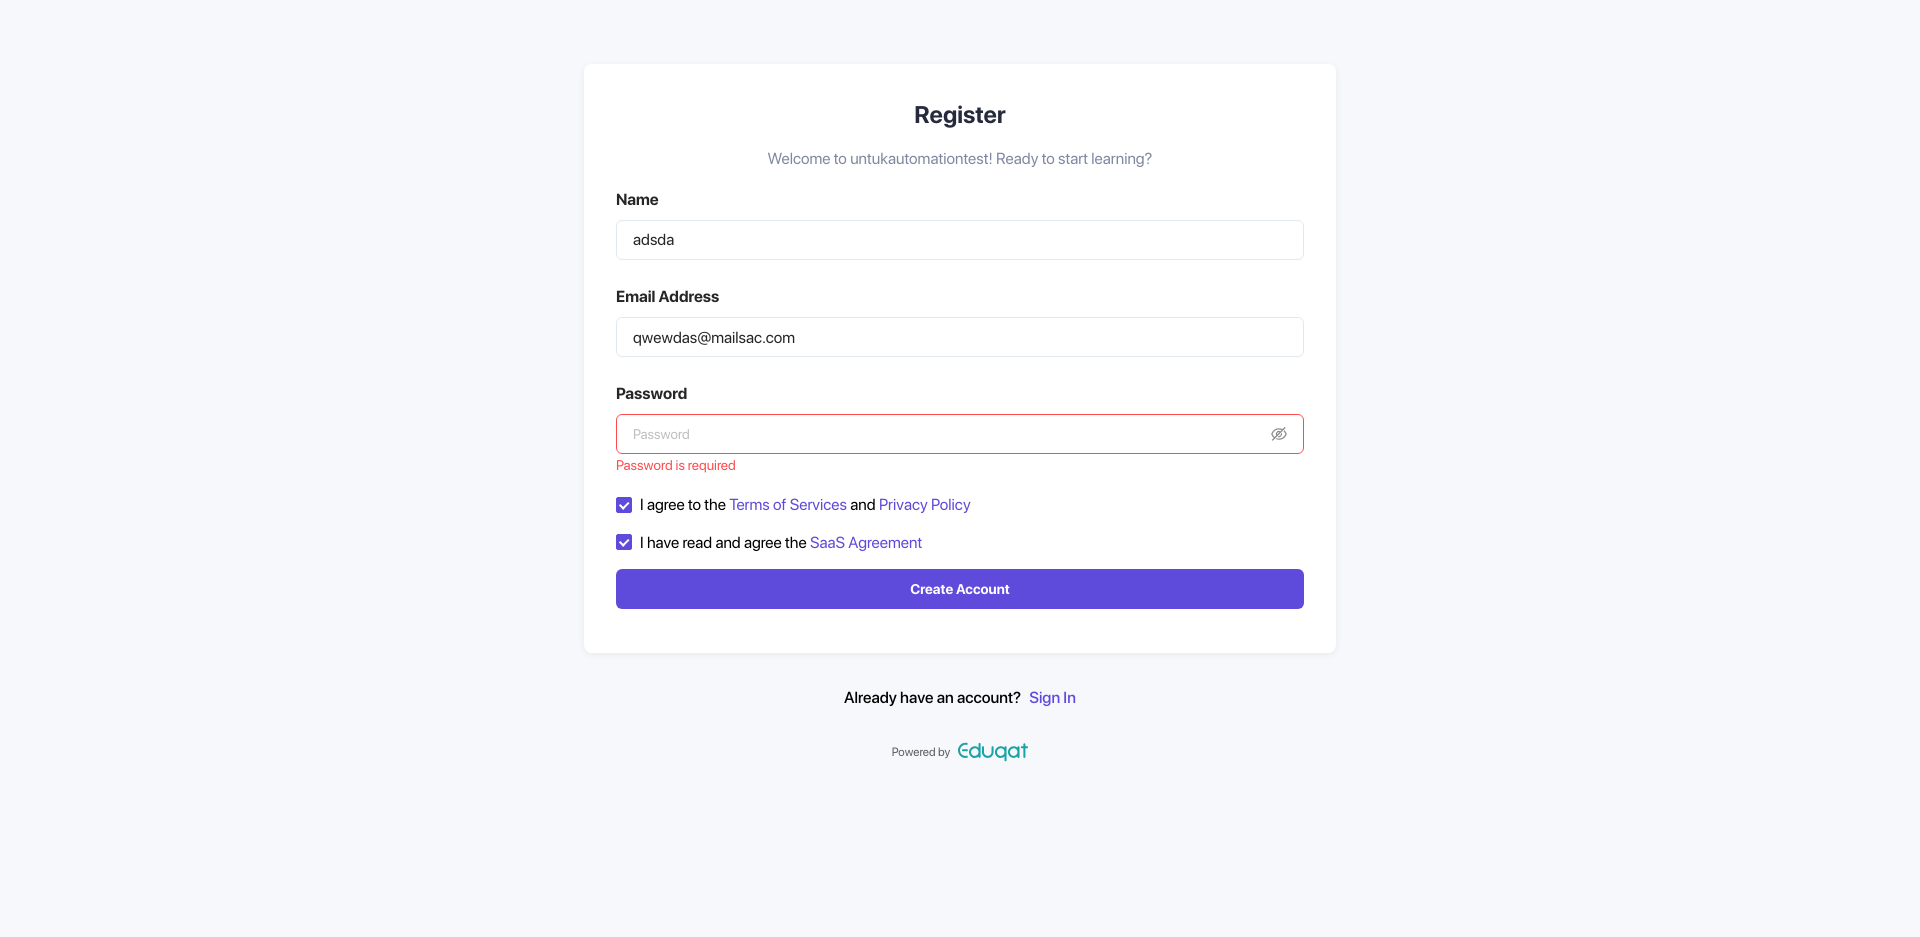 Register
Welcome to untukautomationtest! Ready to start learning?
Name
adsda
Email Address
qwewdas@mailsac.com
Password
Password
Password is required
I agree to the Terms of Services and Privacy Policy
I have read and agree the SaaS Agreement
Create Account
Already have an account? Sign In
Powered by Eduqat